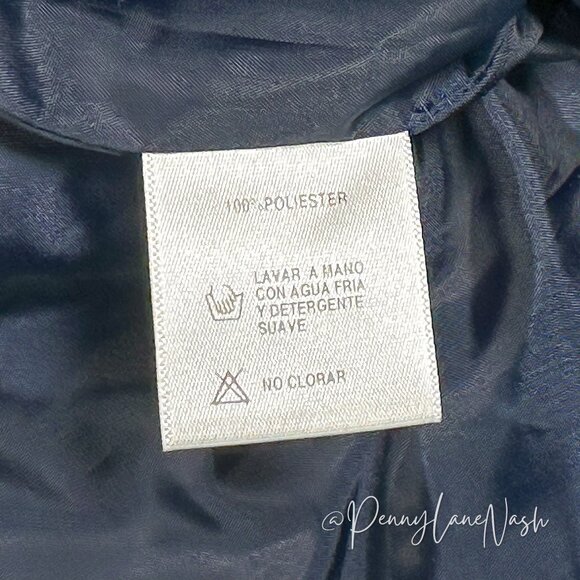 100% POLIESTER
LAVAR A MANO
CON AGUA FRIA
Y DETERGENTE
SUAVE
NO CLORAR
@PennyLaneNash